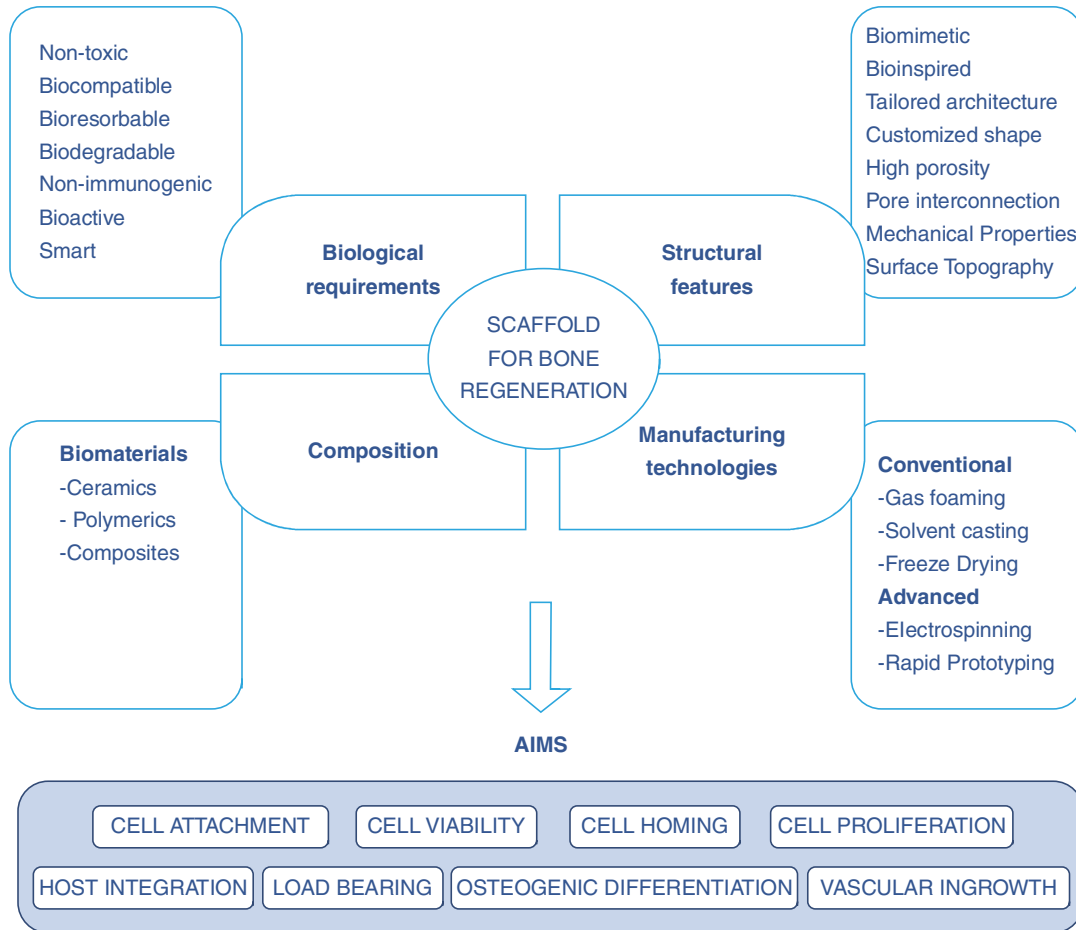 Non-toxic
Biocompatible
Bioresorbable
Biodegradable
Non-immunogenic
Bioactive
Smart
Biomimetic
Bioinspired
Tailored architecture
Customized shape
High porosity
Pore interconnection
Mechanical Properties
Surface Topography
Biological
requirements
Structural
features
SCAFFOLD
FOR BONE
REGENERATION
Composition
Manufacturing
technologies
Biomaterials
-Ceramics
- Polymerics
-Composites
Conventional
-Gas foaming
-Solvent casting
-Freeze Drying
Advanced
-Electrospinning
-Rapid Prototyping
AIMS
CELL ATTACHMENT
CELL VIABILITY
CELL HOMING
CELL PROLIFERATION
HOST INTEGRATION
LOAD BEARING
OSTEOGENIC DIFFERENTIATION
VASCULAR INGROWTH